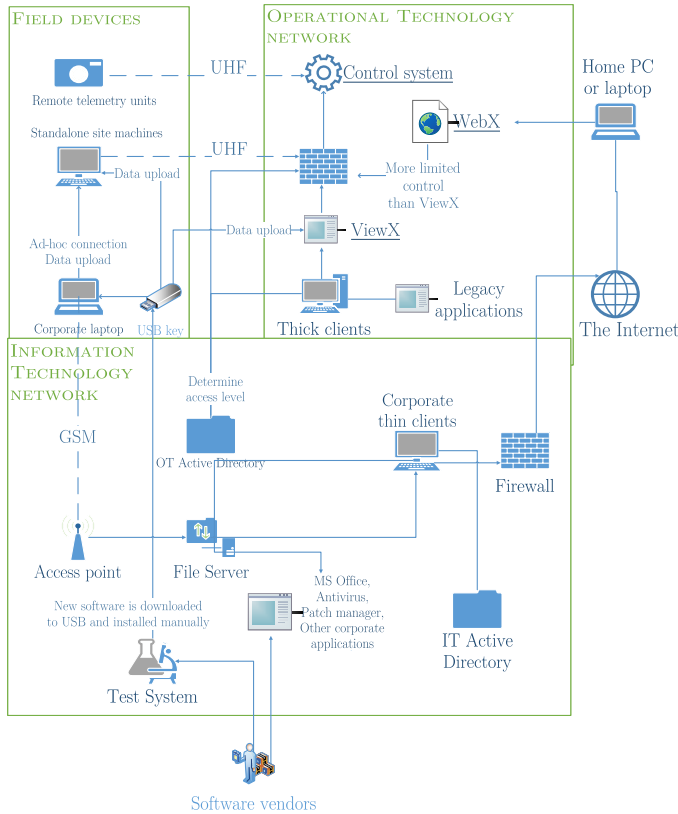 FIELD DEVICES
OPERATIONAL TECHNOLOGY
NETWORK
UHF
Control system
Remote telemetry units
Home PC
or laptop
WebX
Standalone site machines
UHF
Data upload
More limited
control
than ViewX
Data upload
ViewX
Ad-hoc connection
Data upload
Legacy
applications
Corporate laptop
USB key
Thick clients
The Internet
INFORMATION
TECHNOLOGY
NETWORK
Determine
access level
Corporate
thin clients
GSM
OT Active Directory
Firewall
Access point
File Server
MS Office,
Antivirus,
Patch manager,
Other corporate
applications
New software is downloaded
to USB and installed manually
IT Active
Directory
Test System
Software vendors